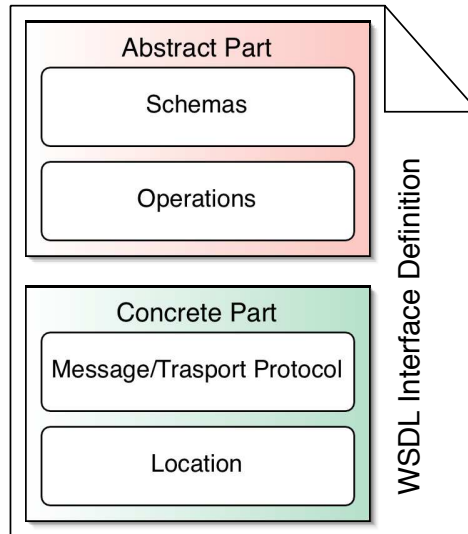 Abstract Part
Schemas
Operations
Concrete Part
Message/Trasport Protocol
Location
WSDL Interface Definition